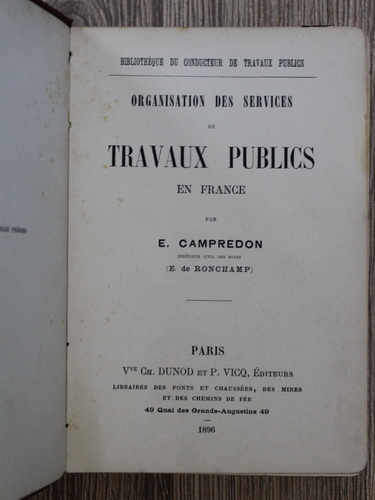 BIBLIOTHÈQUE DU CONDUCTEUR DE TRAVAUX PUBLICS
ORGANISATION DES SERVICES
DE
TRAVAUX PUBLICS
EN FRANCE
PAR
E. CAMPREDON
INGÉNIEUR CIVIL DES MINES
(E. de RONCHAMP)
PARIS
Vve CH. DUNOD ET P. VICQ, ÉDITEURS
LIBRAIRES DES PONTS ET CHAUSSÉES, DES MINES
ET DES CHEMINS DE FER
49 Quai des Grands-Augustins 49
1896